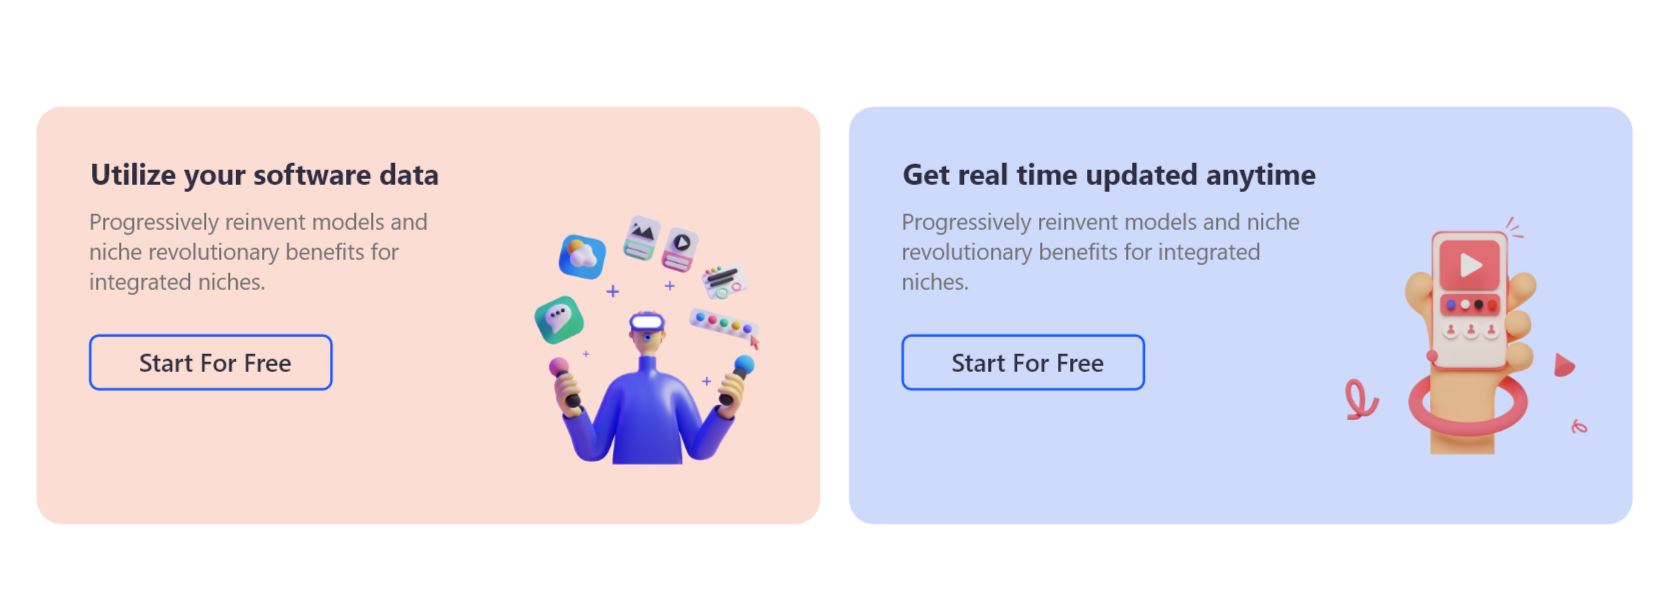 Utilize your software data
Progressively reinvent models and
niche revolutionary benefits for
integrated niches.
Start For Free
Get real time updated anytime
Progressively reinvent models and niche
revolutionary benefits for integrated
niches.
Start For Free